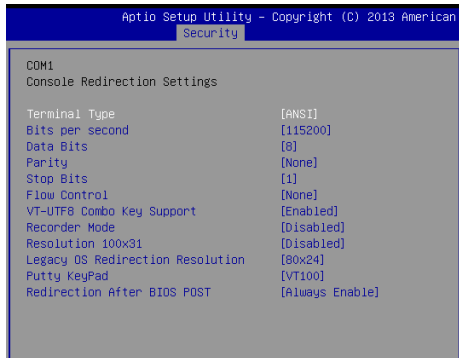 Aptio Setup Utility – Copyright (C) 2013 American
Security
COM1
Console Redirection Settings
Terminal Type [ANSI]
Bits per second [115200]
Data Bits [8]
Parity [None]
Stop Bits [1]
Flow Control [None]
VT-UTF8 Combo Key Support [Enabled]
Recorder Mode [Disabled]
Resolution 100x31 [Disabled]
Legacy OS Redirection Resolution [80x24]
Putty KeyPad [VT100]
Redirection After BIOS POST [Always Enable]